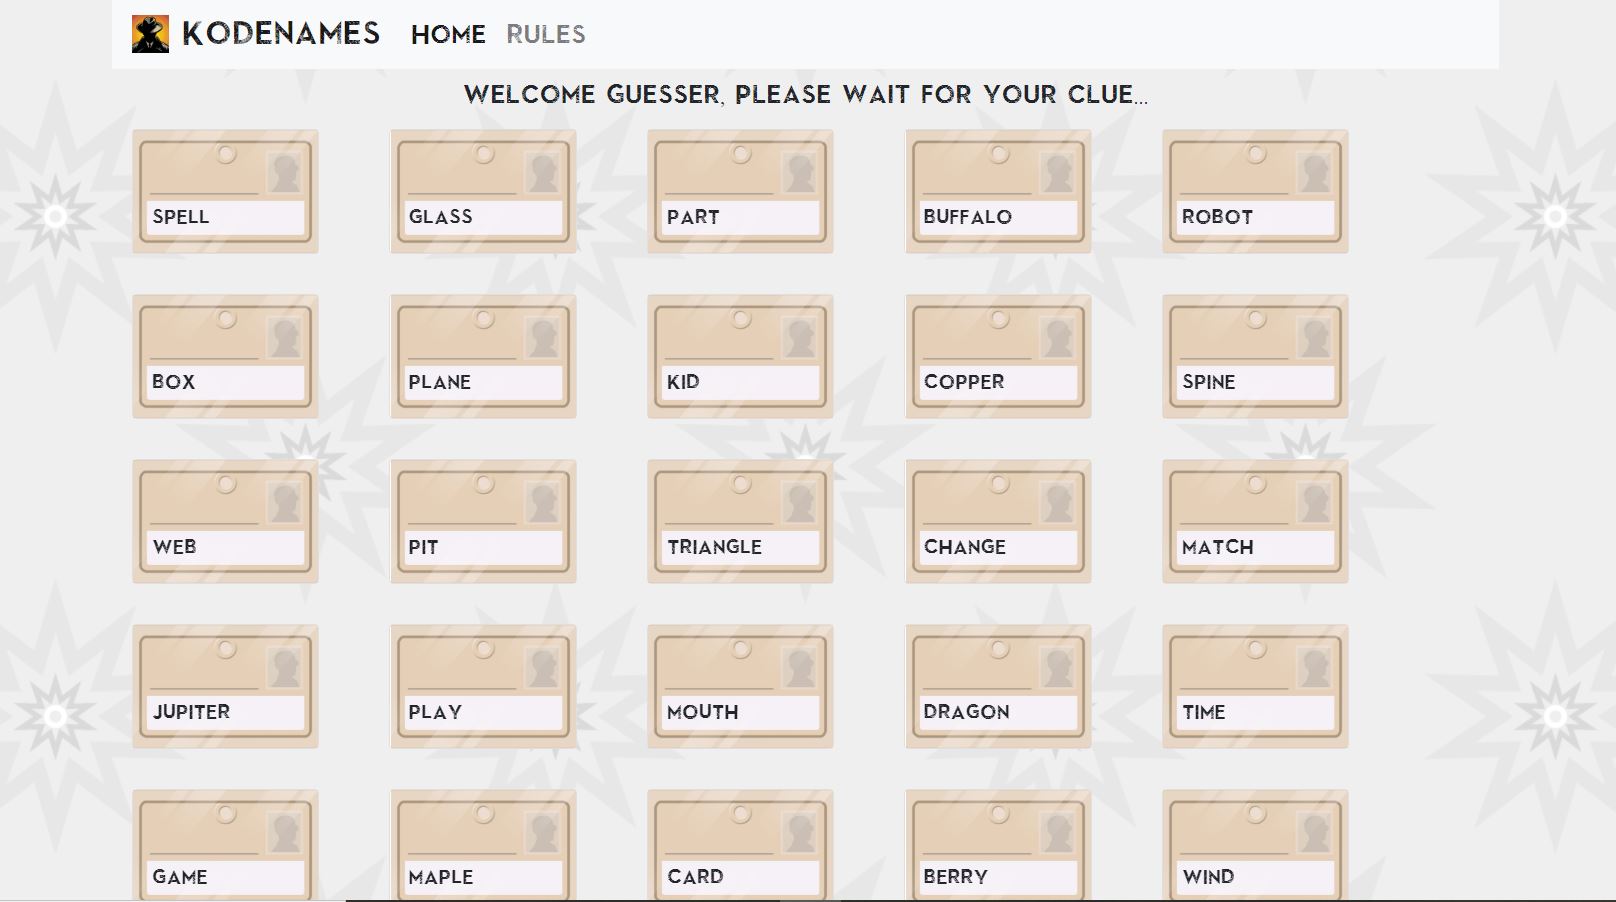 KODENAMES HOME RULES
WELCOME GUESSER, PLEASE WAIT FOR YOUR CLUE...
SPELL GLASS PART BUFFALO ROBOT
BOX PLANE KID COPPER SPINE
WEB PIT TRIANGLE CHANGE MATCH
JUPITER PLAY MOUTH DRAGON TIME
GAME MAPLE CARD BERRY WIND